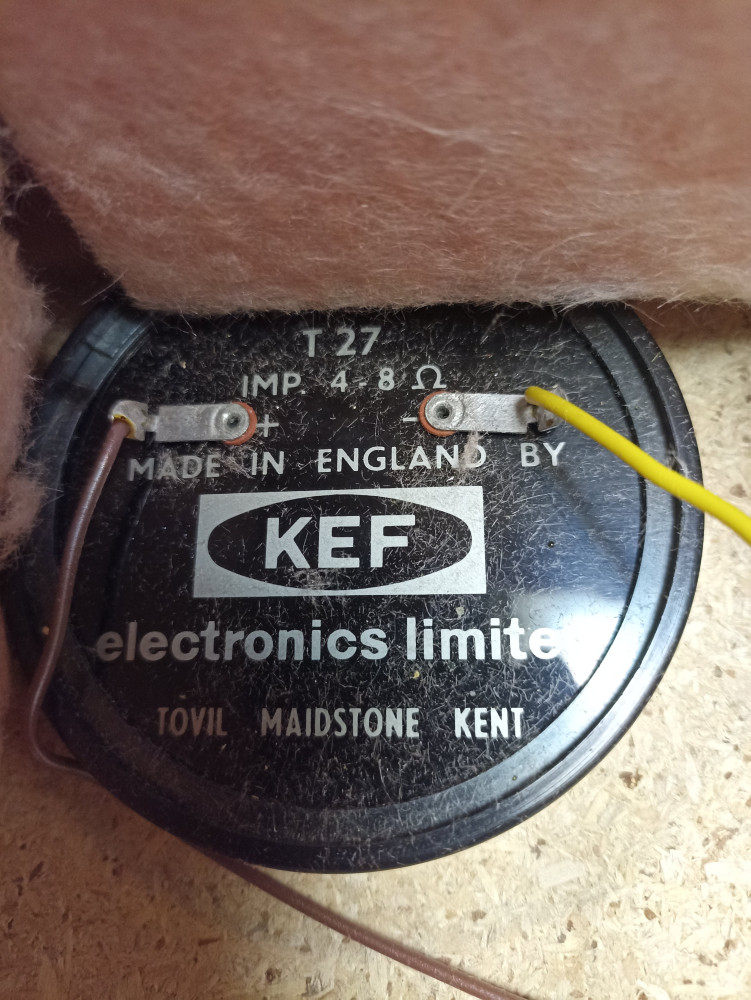 T 27
IMP. 4-8 Ω
+ -
MADE IN ENGLAND BY
KEF
electronics limite
TOVIL MAIDSTONE KENT